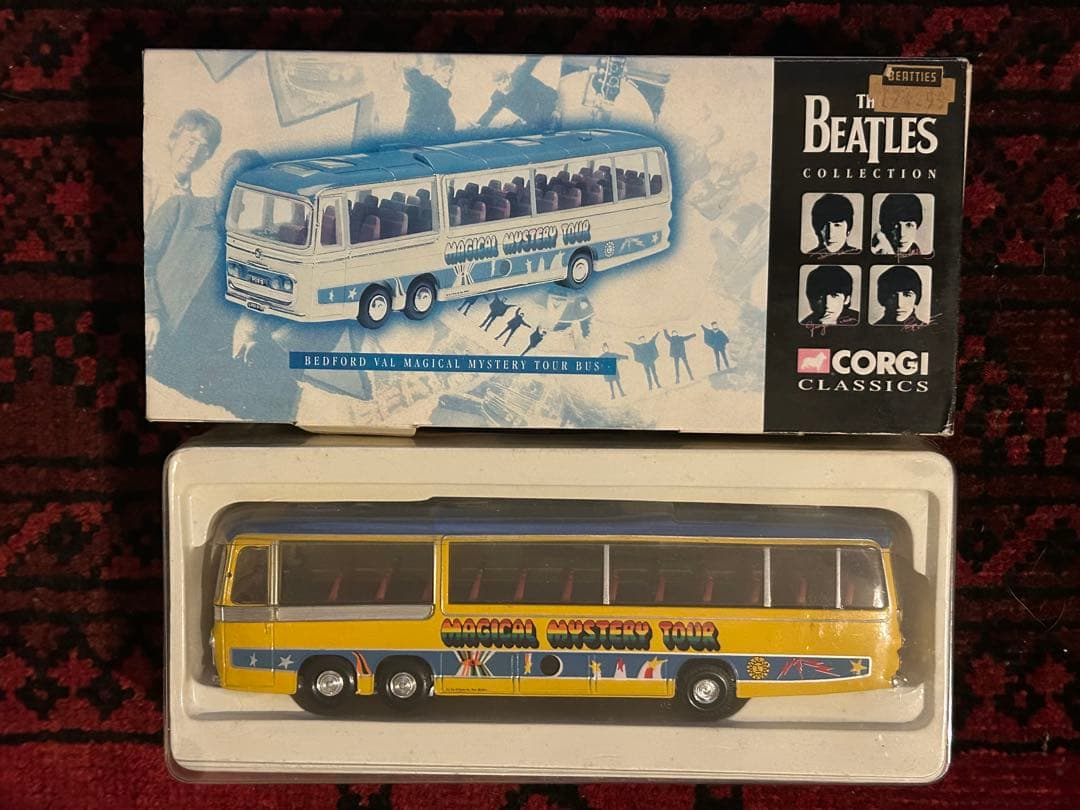 BEATTIES
THE
BEATLES
COLLECTION
MAGICAL MYSTERY TOUR
BEDFORD VAL MAGICAL MYSTERY TOUR BUS
CORGI
CLASSICS
MAGICAL MYSTERY TOUR